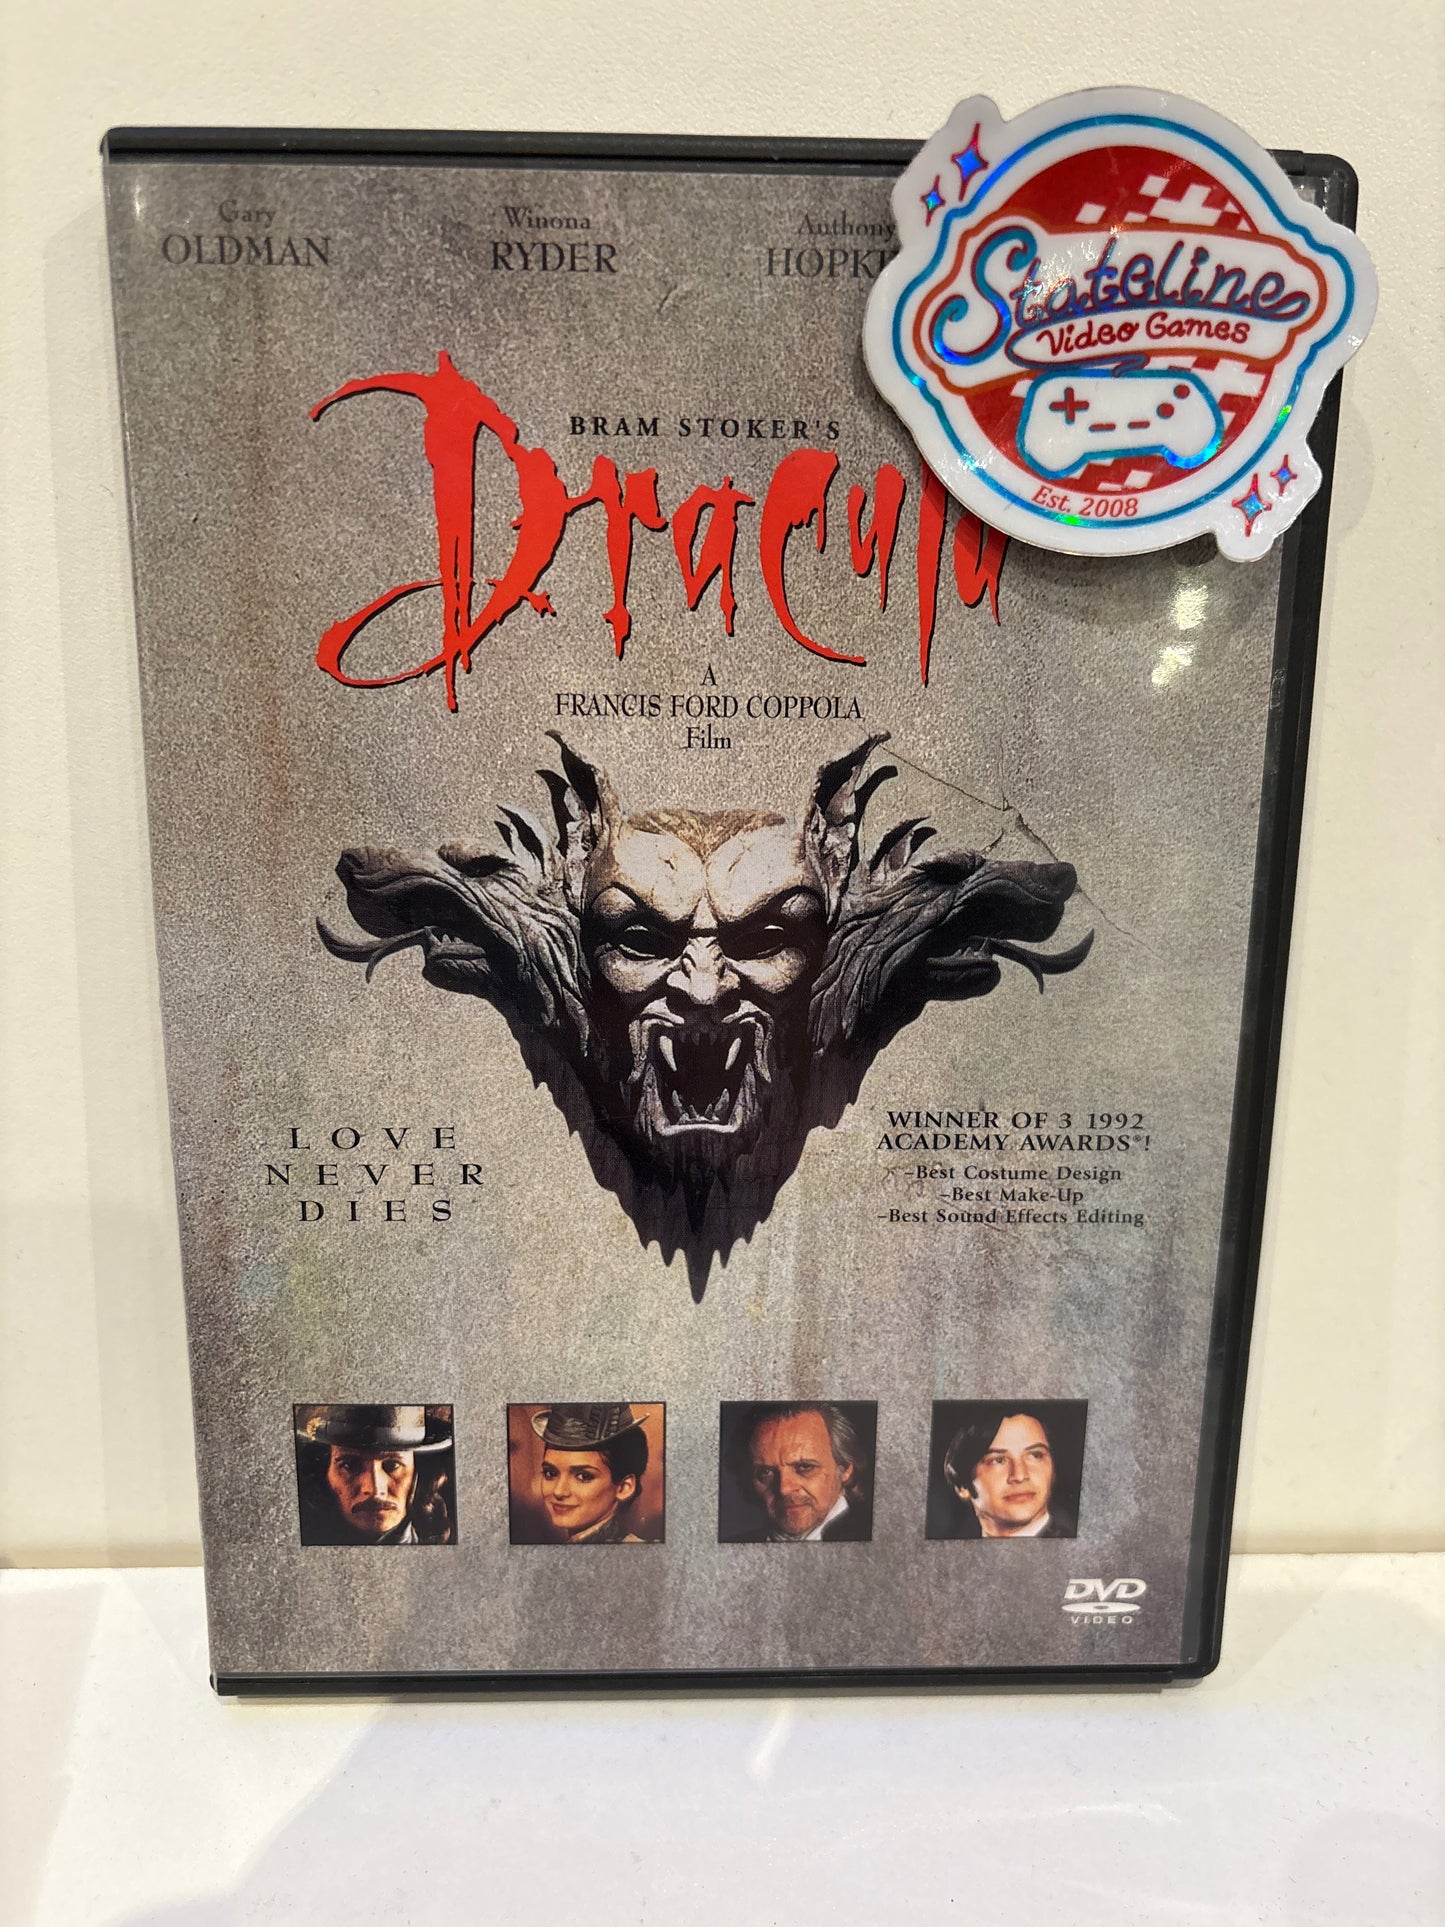 Gary
OLDMAN
Winona
RYDER
Anthony
Stateline
Video Games
Est. 2008
BRAM STOKER'S
Dracula
A
FRANCIS FORD COPPOLA
Film
LOVE
NEVER
DIES
WINNER OF 3 1992
ACADEMY AWARDS®!
–Best Costume Design
–Best Make-Up
–Best Sound Effects Editing
DVD
VIDEO